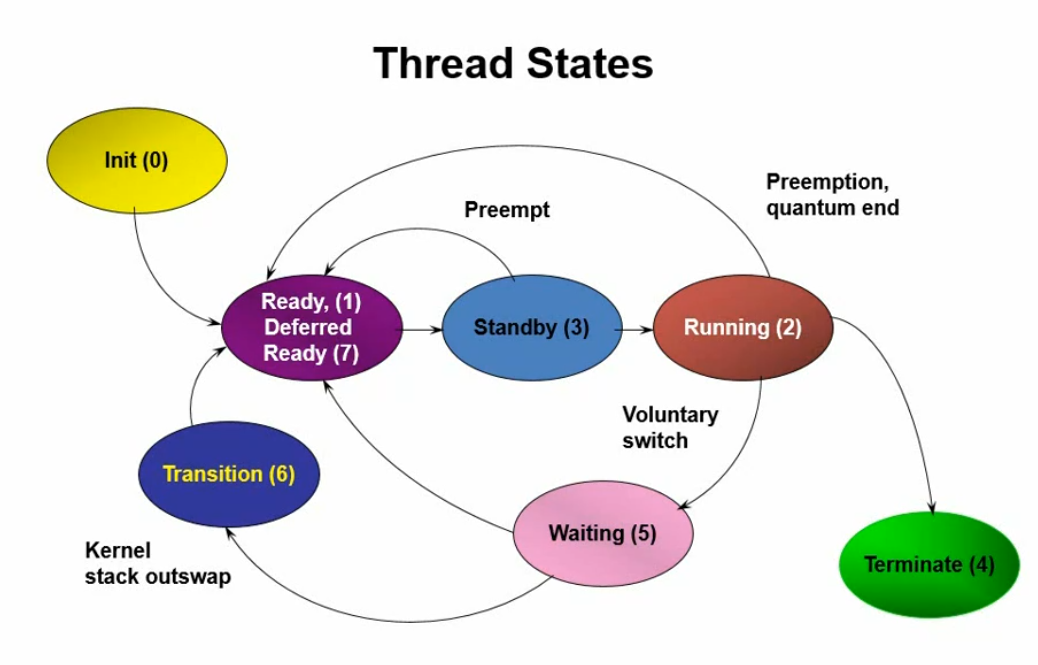 Thread States
Init (0)
Preemption,
quantum end
Preempt
Ready, (1)
Deferred
Ready (7)
Standby (3)
Running (2)
Voluntary
switch
Transition (6)
Waiting (5)
Kernel
stack outswap
Terminate (4)